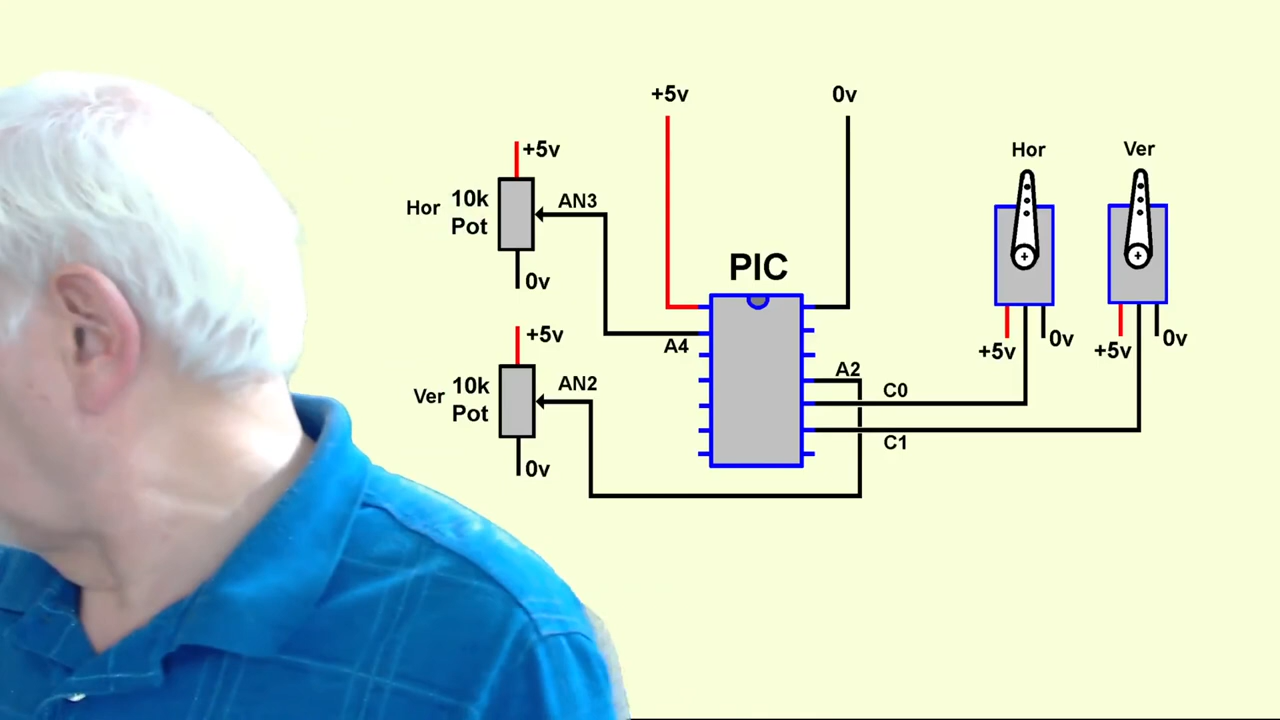 +5v
0v
+5v
Hor
10k
Pot
AN3
0v
PIC
A4
+5v
Ver
10k
Pot
AN2
0v
A2
C0
C1
Hor
Ver
+5v
0v
+5v
0v